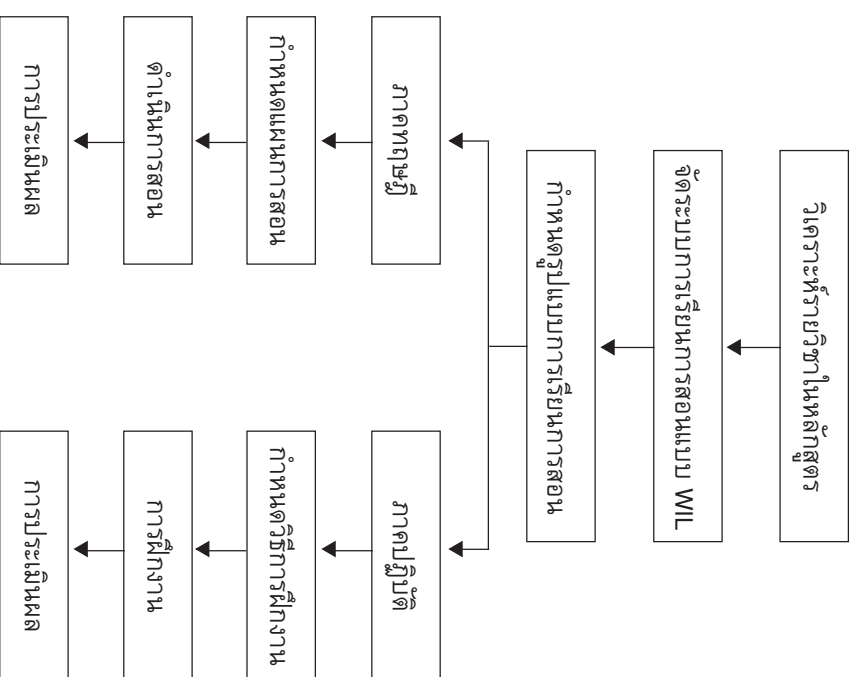 วิเคราะห์รายวิชาในหลักสูตร
จัดระบบการเรียนการสอนแบบ WIL
กำหนดรูปแบบการเรียนการสอน
ภาคทฤษฎี
กำหนดแผนการสอน
ดำเนินการสอน
การประเมินผล
ภาคปฏิบัติ
กำหนดวิธีการฝึกงาน
การฝึกงาน
การประเมินผล